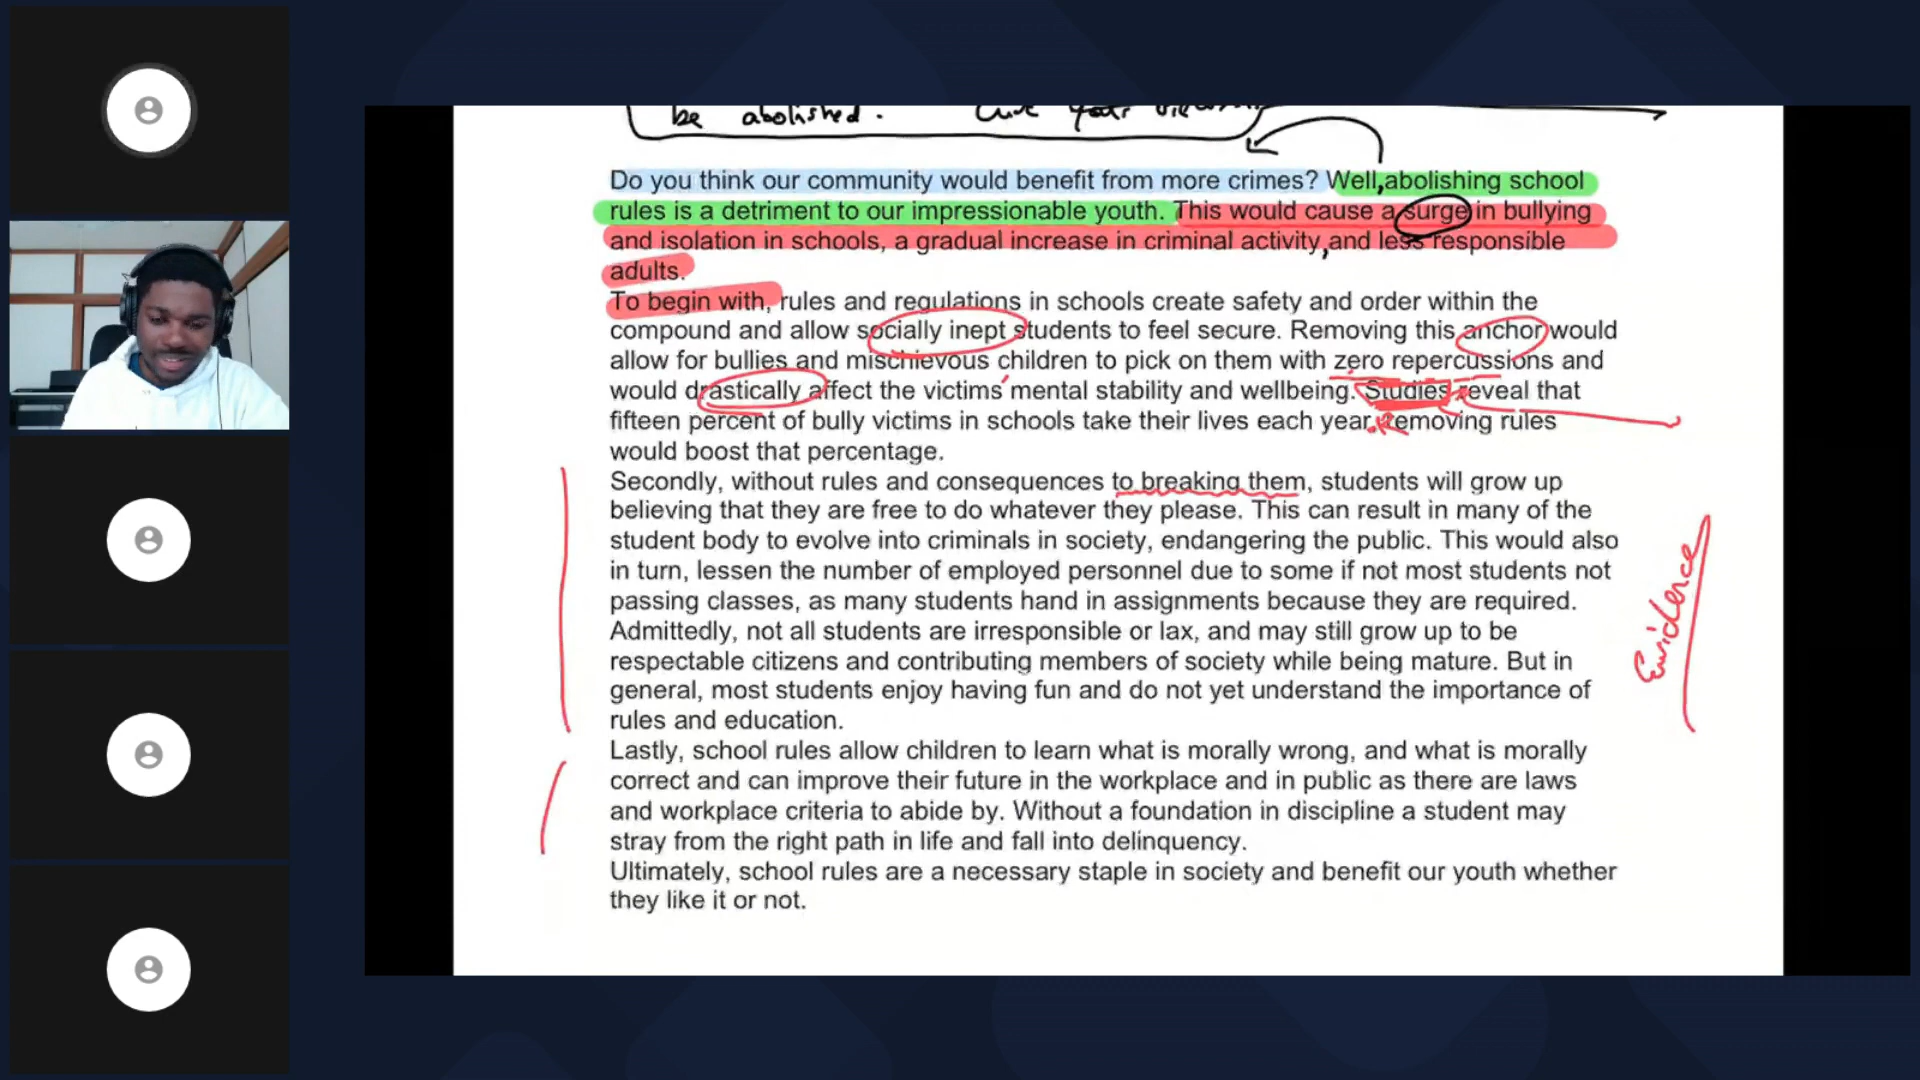 be abolished. Give your views
Do you think our community would benefit from more crimes? Well, abolishing school
rules is a detriment to our impressionable youth. This would cause a surge in bullying
and isolation in schools, a gradual increase in criminal activity, and less responsible
adults.
To begin with, rules and regulations in schools create safety and order within the
compound and allow socially inept students to feel secure. Removing this anchor would
allow for bullies and mischievous children to pick on them with zero repercussions and
would drastically affect the victims' mental stability and wellbeing. Studies reveal that
fifteen percent of bully victims in schools take their lives each year. Removing rules
would boost that percentage.
Secondly, without rules and consequences to breaking them, students will grow up
believing that they are free to do whatever they please. This can result in many of the
student body to evolve into criminals in society, endangering the public. This would also
in turn, lessen the number of employed personnel due to some if not most students not
passing classes, as many students hand in assignments because they are required.
Admittedly, not all students are irresponsible or lax, and may still grow up to be
respectable citizens and contributing members of society while being mature. But in
general, most students enjoy having fun and do not yet understand the importance of
rules and education.
Evidence
Lastly, school rules allow children to learn what is morally wrong, and what is morally
correct and can improve their future in the workplace and in public as there are laws
and workplace criteria to abide by. Without a foundation in discipline a student may
stray from the right path in life and fall into delinquency.
Ultimately, school rules are a necessary staple in society and benefit our youth whether
they like it or not.